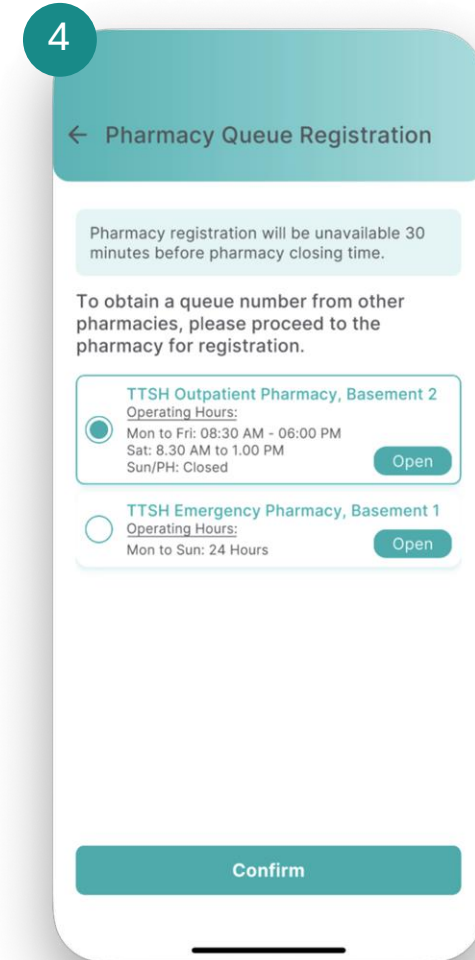 4
← Pharmacy Queue Registration
Pharmacy registration will be unavailable 30
minutes before pharmacy closing time.
To obtain a queue number from other
pharmacies, please proceed to the
pharmacy for registration.
TTSH Outpatient Pharmacy, Basement 2
Operating Hours:
Mon to Fri: 08:30 AM - 06:00 PM
Sat: 8.30 AM to 1.00 PM
Sun/PH: Closed
Open
TTSH Emergency Pharmacy, Basement 1
Operating Hours:
Mon to Sun: 24 Hours
Open
Confirm